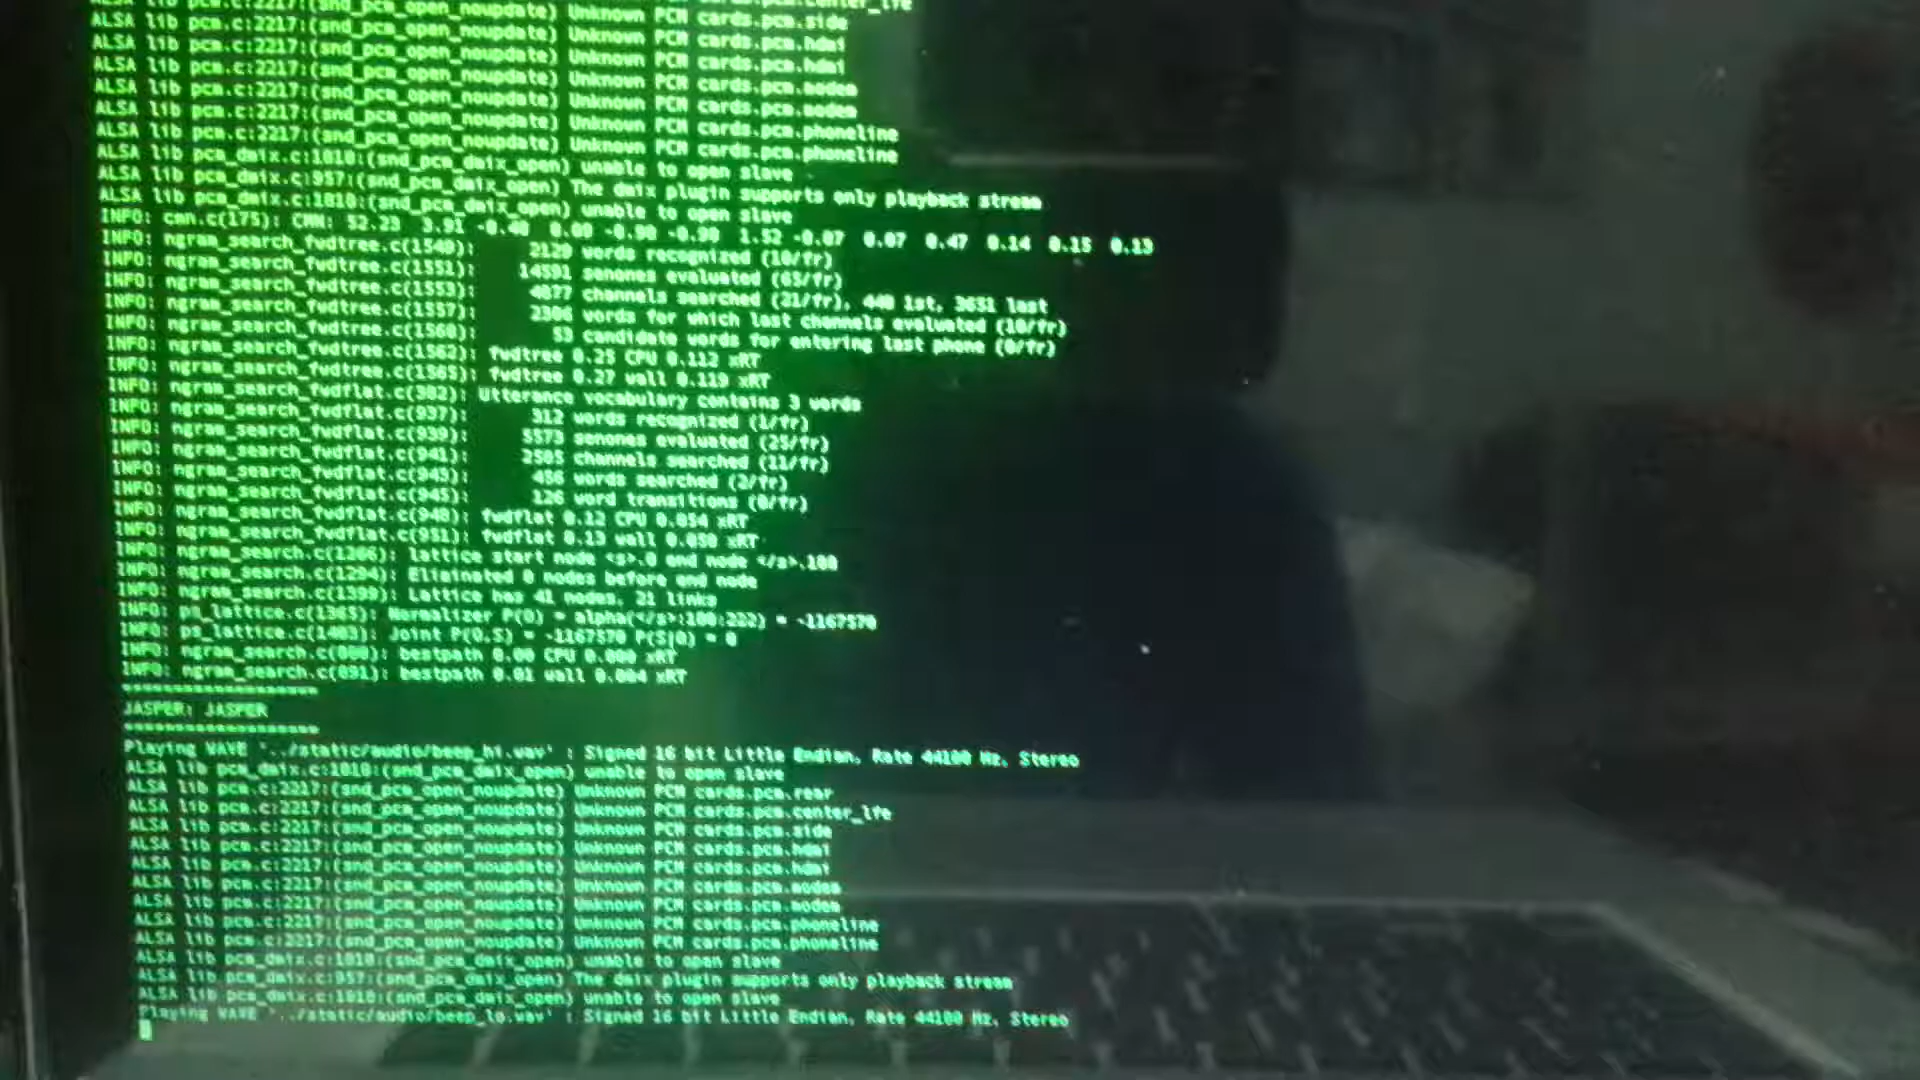 ALSA lib pcm.c:2217:(snd_pcm_open_noupdate) Unknown PCM cards.pcm.center_lfe
ALSA lib pcm.c:2217:(snd_pcm_open_noupdate) Unknown PCM cards.pcm.side
ALSA lib pcm.c:2217:(snd_pcm_open_noupdate) Unknown PCM cards.pcm.hdmi
ALSA lib pcm.c:2217:(snd_pcm_open_noupdate) Unknown PCM cards.pcm.hdmi
ALSA lib pcm.c:2217:(snd_pcm_open_noupdate) Unknown PCM cards.pcm.modem
ALSA lib pcm.c:2217:(snd_pcm_open_noupdate) Unknown PCM cards.pcm.modem
ALSA lib pcm.c:2217:(snd_pcm_open_noupdate) Unknown PCM cards.pcm.phoneline
ALSA lib pcm.c:2217:(snd_pcm_open_noupdate) Unknown PCM cards.pcm.phoneline
ALSA lib pcm_dmix.c:1018:(snd_pcm_dmix_open) unable to open slave
ALSA lib pcm_dmix.c:957:(snd_pcm_dmix_open) The dmix plugin supports only playback stream
ALSA lib pcm_dmix.c:1018:(snd_pcm_dmix_open) unable to open slave
INFO: cmn.c(175): CMN: 52.23 3.91 -0.40 0.00 -0.90 1.52 -0.07 0.07 0.47 0.14 0.15 0.13
INFO: ngram_search_fwdtree.c(1549): 2129 words recognized (10/fr)
INFO: ngram_search_fwdtree.c(1551): 14591 senones evaluated (65/fr)
INFO: ngram_search_fwdtree.c(1553): 4877 channels searched (21/fr), 440 1st, 3651 last
INFO: ngram_search_fwdtree.c(1557): 2306 words for which last channels evaluated (10/fr)
INFO: ngram_search_fwdtree.c(1560): 53 candidate words for entering last phone (0/fr)
INFO: ngram_search_fwdtree.c(1562): fwdtree 0.25 CPU 0.112 xRT
INFO: ngram_search_fwdtree.c(1565): fwdtree 0.27 wall 0.119 xRT
INFO: ngram_search_fwdflat.c(302): Utterance vocabulary contains 3 words
INFO: ngram_search_fwdflat.c(937): 312 words recognized (1/fr)
INFO: ngram_search_fwdflat.c(939): 5573 senones evaluated (25/fr)
INFO: ngram_search_fwdflat.c(941): channels searched (11/fr)
INFO: ngram_search_fwdflat.c(943): 456 words searched (2/fr)
INFO: ngram_search_fwdflat.c(945): 126 word transitions (0/fr)
INFO: ngram_search_fwdflat.c(948): fwdflat 0.12 CPU 0.054 xRT
INFO: ngram_search_fwdflat.c(951): fwdflat 0.13 wall 0.058 xRT
INFO: ngram_search.c(1266): lattice start node <s>.0 end node </s>.188
INFO: ngram_search.c(1294): Eliminated 0 nodes before end node
INFO: ngram_search.c(1399): Lattice has 41 nodes, 21 links
INFO: ps_lattice.c(1365): Normalizer P(O) = alpha(</s>:188:222) = -1167570
INFO: ps_lattice.c(1403): Joint P(O,S) = -1167570 P(S|O) = 0
INFO: ngram_search.c(888): bestpath 0.00 CPU 0.000 xRT
INFO: ngram_search.c(891): bestpath 0.01 wall 0.004 xRT
===================
JASPER: JASPER
===================
Playing WAVE '../static/audio/beep_hi.wav' : Signed 16 bit Little Endian, Rate 44100 Hz, Stereo
ALSA lib pcm_dmix.c:1018:(snd_pcm_dmix_open) unable to open slave
ALSA lib pcm.c:2217:(snd_pcm_open_noupdate) Unknown PCM cards.pcm.rear
ALSA lib pcm.c:2217:(snd_pcm_open_noupdate) Unknown PCM cards.pcm.center_lfe
ALSA lib pcm.c:2217:(snd_pcm_open_noupdate) Unknown PCM cards.pcm.side
ALSA lib pcm.c:2217:(snd_pcm_open_noupdate) Unknown PCM cards.pcm.hdmi
ALSA lib pcm.c:2217:(snd_pcm_open_noupdate) Unknown PCM cards.pcm.hdmi
ALSA lib pcm.c:2217:(snd_pcm_open_noupdate) Unknown PCM cards.pcm.modem
ALSA lib pcm.c:2217:(snd_pcm_open_noupdate) Unknown PCM cards.pcm.modem
ALSA lib pcm.c:2217:(snd_pcm_open_noupdate) Unknown PCM cards.pcm.phoneline
ALSA lib pcm.c:2217:(snd_pcm_open_noupdate) Unknown PCM cards.pcm.phoneline
ALSA lib pcm_dmix.c:1018:(snd_pcm_dmix_open) unable to open slave
ALSA lib pcm_dmix.c:957:(snd_pcm_dmix_open) The dmix plugin supports only playback stream
ALSA lib pcm_dmix.c:1018:(snd_pcm_dmix_open) unable to open slave
Playing WAVE '../static/audio/beep_lo.wav' : Signed 16 bit Little Endian, Rate 44100 Hz, Stereo